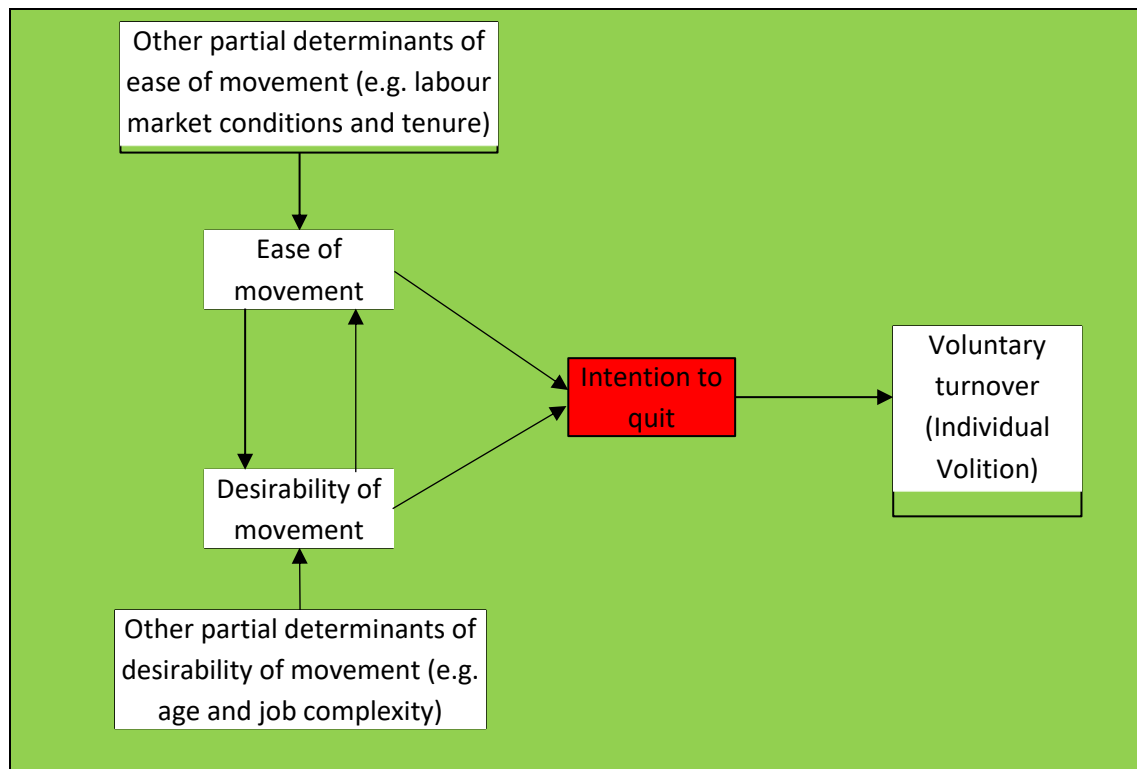 Other partial determinants of
ease of movement (e.g. labour
market conditions and tenure)
Ease of
movement
Intention to
quit
Voluntary
turnover
(Individual
Volition)
Desirability of
movement
Other partial determinants of
desirability of movement (e.g.
age and job complexity)